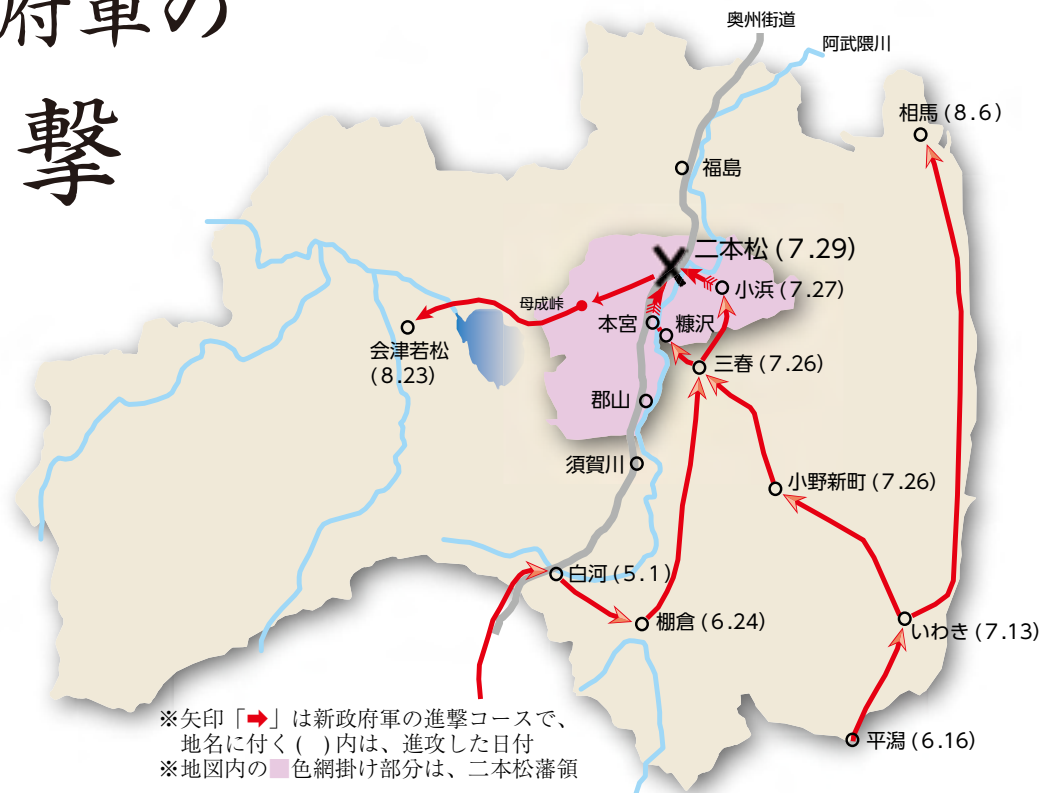 府軍の
撃
奥州街道
阿武隈川
相馬(8.6)
福島
二本松(7.29)
小浜(7.27)
母成峠
本宮
糠沢
会津若松
(8.23)
三春(7.26)
郡山
須賀川
小野新町(7.26)
白河(5.1)
棚倉(6.24)
いわき(7.13)
平潟(6.16)
※矢印「➡」は新政府軍の進撃コースで、
地名に付く( )内は、進攻した日付
※地図内の■色網掛け部分は、二本松藩領